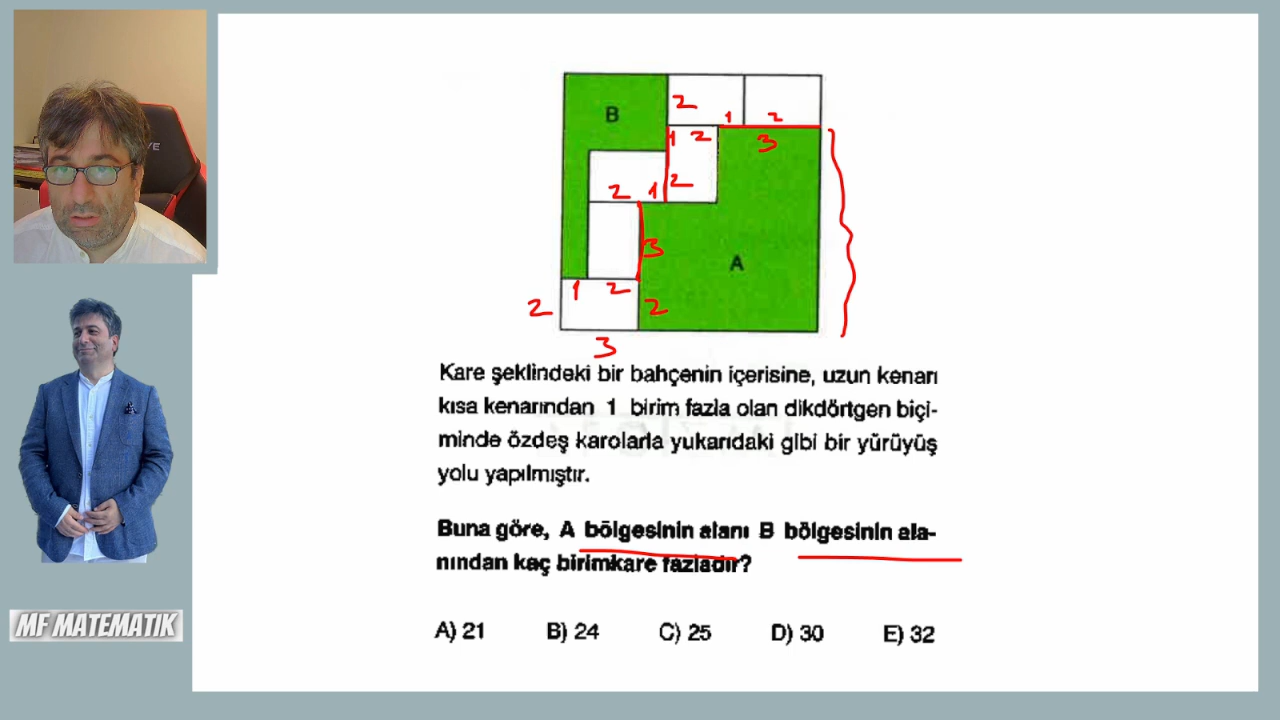 B
2
1
2
1
2
3
2
1
2
3
A
1
2
2
2
3
Kare şeklindeki bir bahçenin içerisine, uzun kenarı
kısa kenarından 1 birim fazla olan dikdörtgen biçi-
minde özdeş karolarla yukarıdaki gibi bir yürüyüş
yolu yapılmıştır.
Buna göre, A bölgesinin alanı B bölgesinin ala-
nından kaç birimkare fazladır?
A) 21 B) 24 C) 25 D) 30 E) 32
MF MATEMATIK